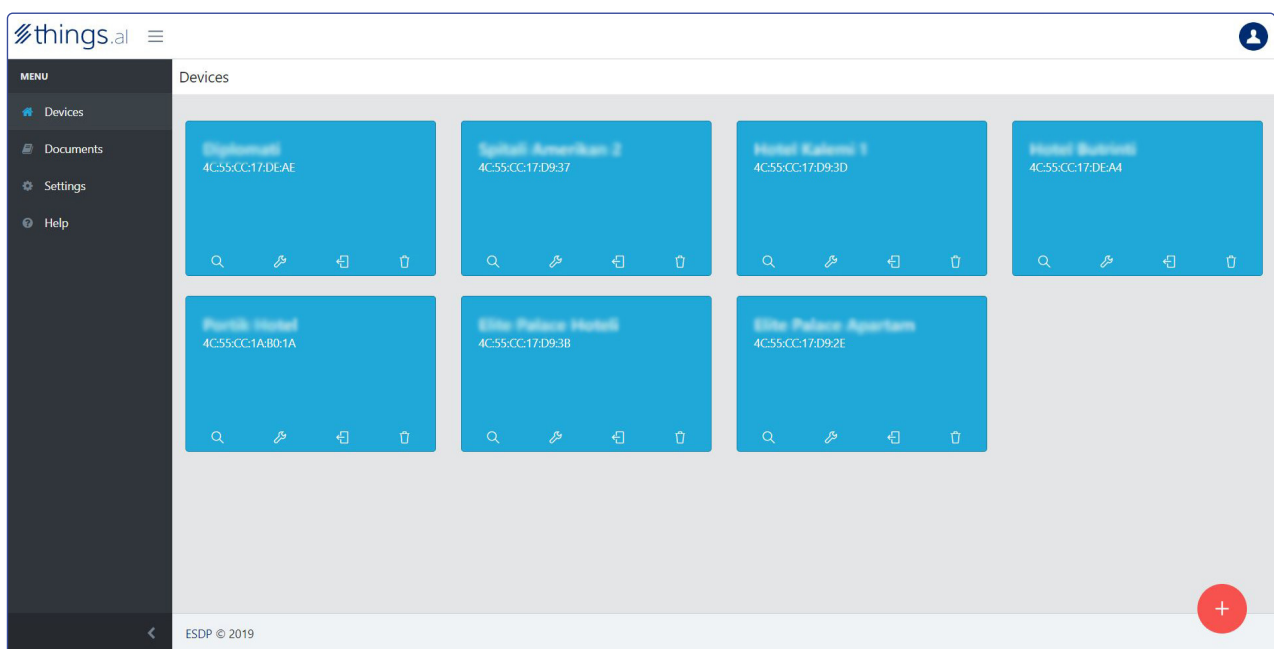 things.al
MENU
Devices
Documents
Settings
Help
Devices
4C:55:CC:17:DE:AE
4C:55:CC:17:D9:37
4C:55:CC:17:D9:3D
4C:55:CC:17:DE:A4
4C:55:CC:1A:B0:1A
4C:55:CC:17:D9:3B
4C:55:CC:17:D9:2E
ESDP © 2019